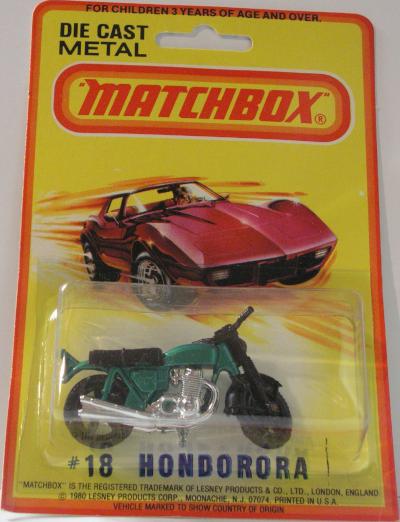 FOR CHILDREN 3 YEARS OF AGE AND OVER.
DIE CAST
METAL
"MATCHBOX"®
#18 HONDORORA
"MATCHBOX" IS THE REGISTERED TRADEMARK OF LESNEY PRODUCTS & CO., LTD., LONDON, ENGLAND
© 1980 LESNEY PRODUCTS CORP., MOONACHIE, N.J. 07074. PRINTED IN U.S.A.
VEHICLE MARKED TO SHOW COUNTRY OF ORIGIN